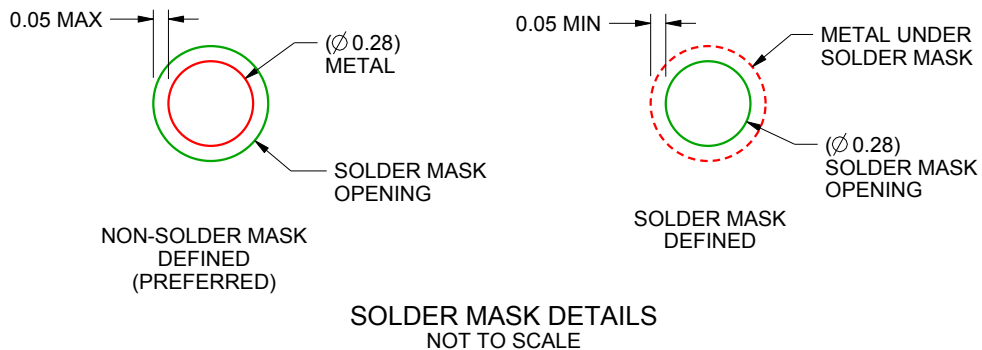 0.05 MAX
(∅ 0.28)
METAL
SOLDER MASK
OPENING
NON-SOLDER MASK
DEFINED
(PREFERRED)
0.05 MIN
METAL UNDER
SOLDER MASK
(∅ 0.28)
SOLDER MASK
OPENING
SOLDER MASK
DEFINED
SOLDER MASK DETAILS
NOT TO SCALE